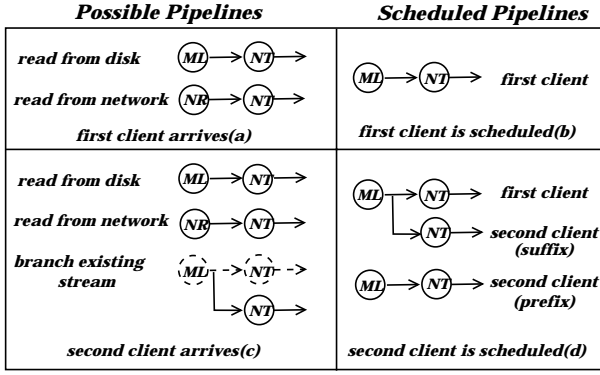 Possible Pipelines
Scheduled Pipelines
read from disk ML NT
read from network NR NT
first client arrives(a)
ML NT first client
first client is scheduled(b)
read from disk ML NT
read from network NR NT
branch existing ML NT
stream
NT
second client arrives(c)
ML NT first client
NT second client
(suffix)
ML NT second client
(prefix)
second client is scheduled(d)